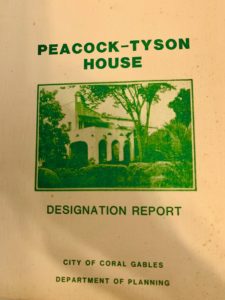 PEACOCK-TYSON
HOUSE
DESIGNATION REPORT
CITY OF CORAL GABLES
DEPARTMENT OF PLANNING